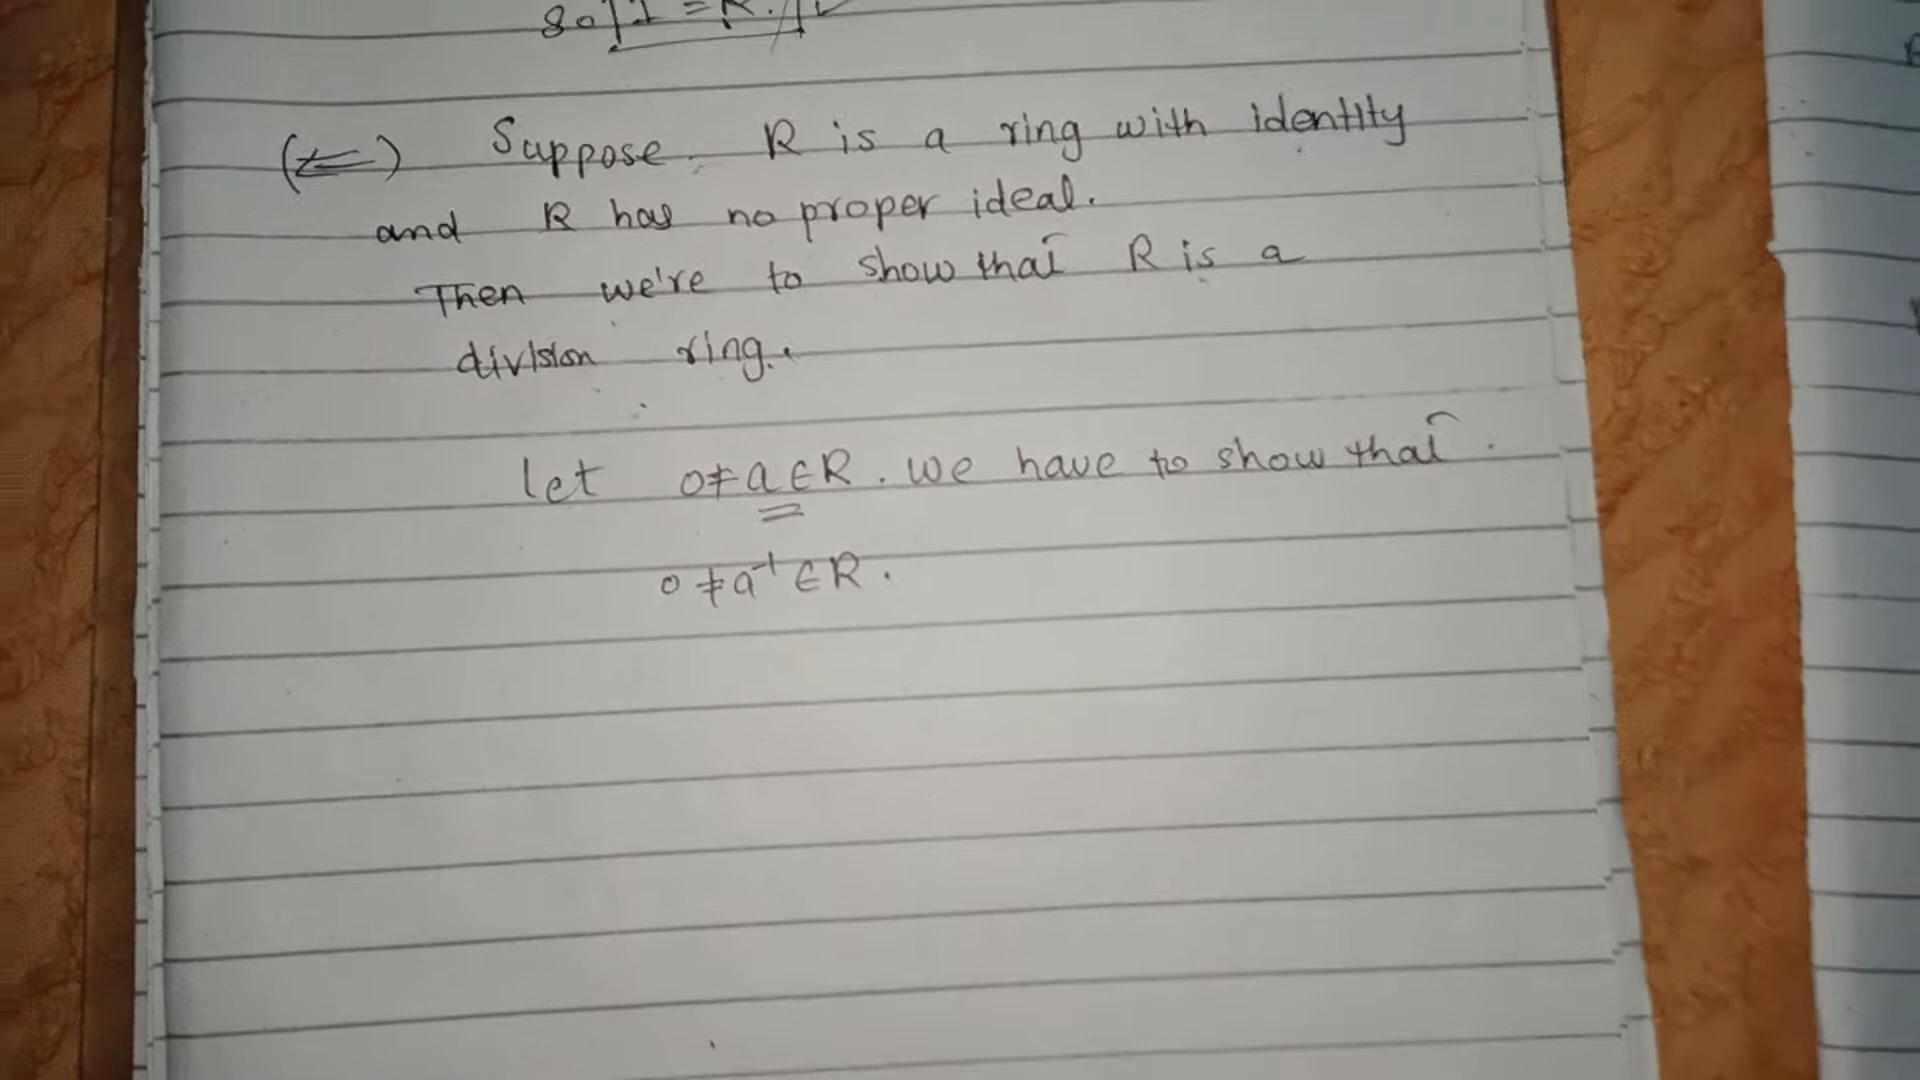 So I = R.
(⇐) Suppose R is a ring with identity
and R has no proper ideal.
Then we're to show that R is a
division ring.
let 0≠a∈R. we have to show that
0≠a⁻¹∈R.